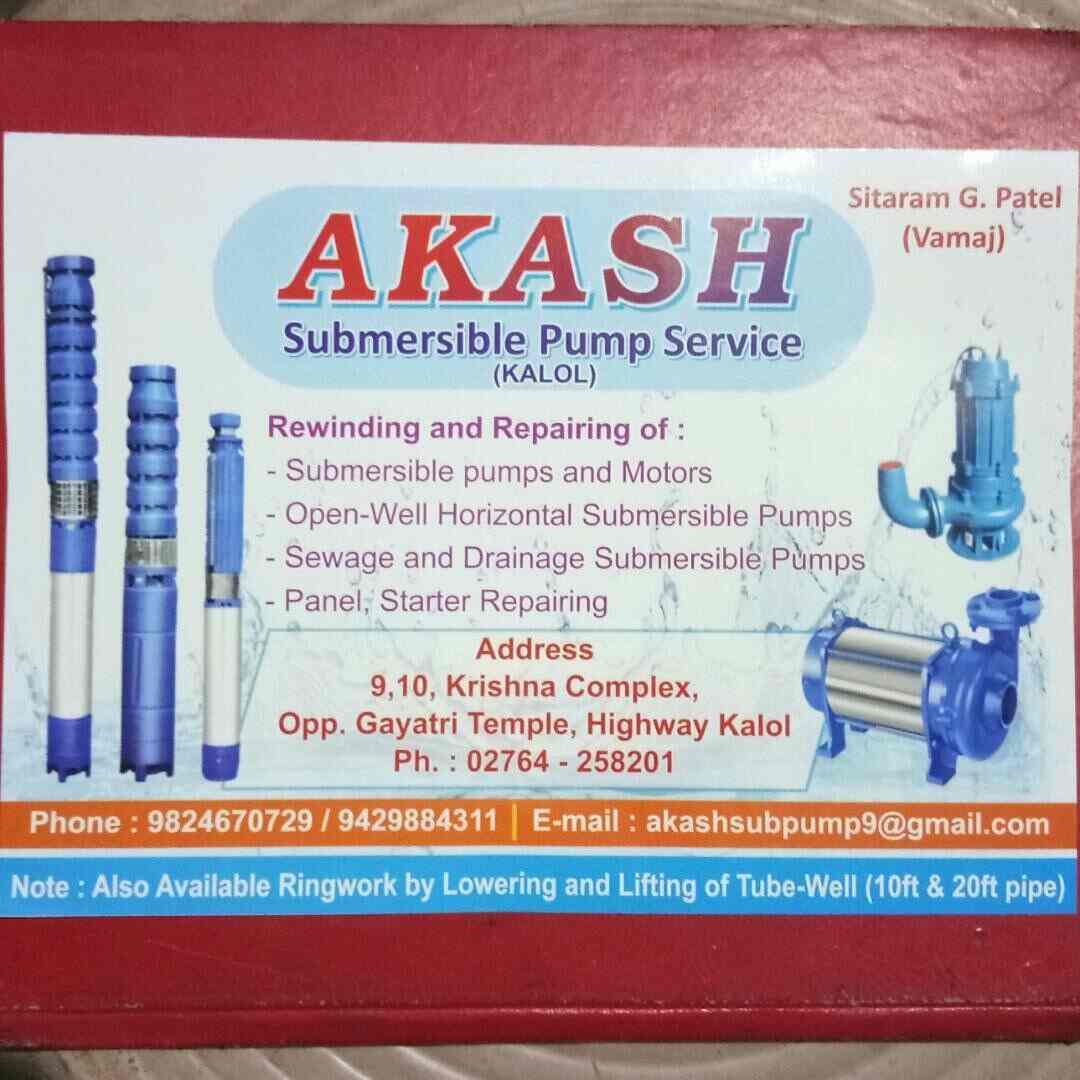 Sitaram G. Patel
(Vamaj)
AKASH
Submersible Pump Service
(KALOL)
Rewinding and Repairing of :
- Submersible pumps and Motors
- Open-Well Horizontal Submersible Pumps
- Sewage and Drainage Submersible Pumps
- Panel, Starter Repairing
Address
9,10, Krishna Complex,
Opp. Gayatri Temple, Highway Kalol
Ph. : 02764 - 258201
Phone : 9824670729 / 9429884311 | E-mail : akashsubpump9@gmail.com
Note : Also Available Ringwork by Lowering and Lifting of Tube-Well (10ft & 20ft pipe)